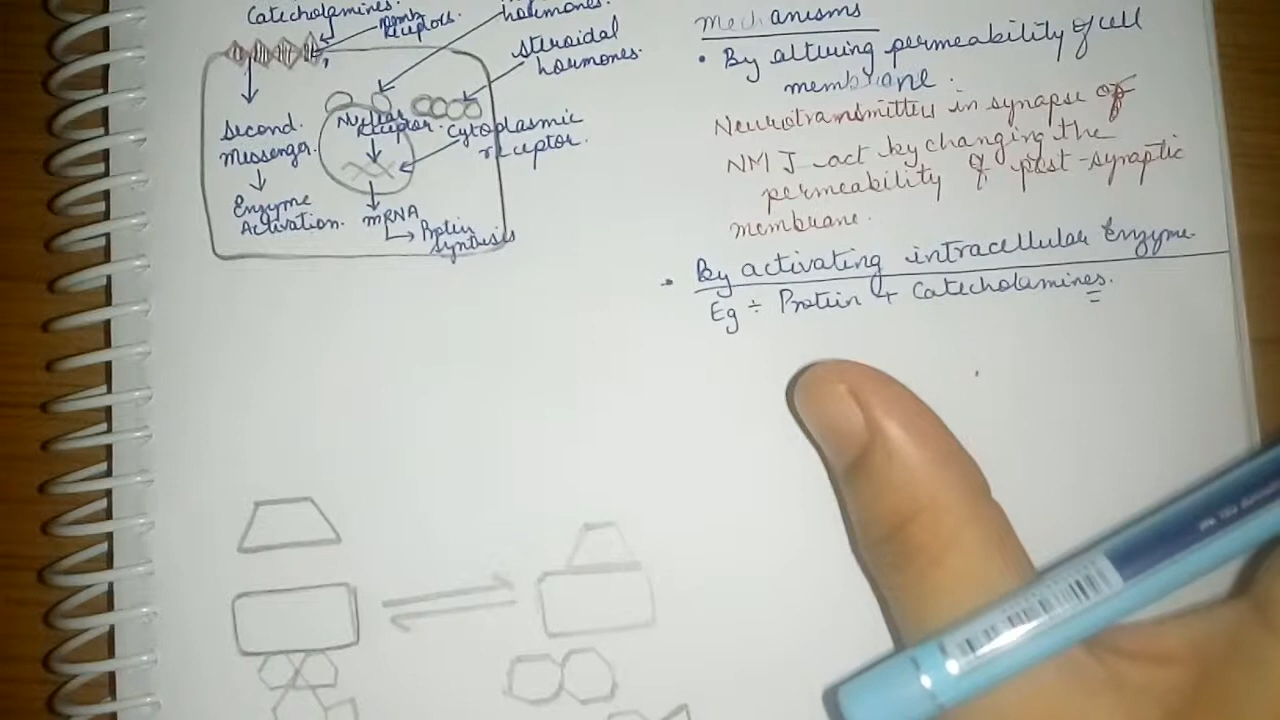 Catecholamines.
memb.
receptors.
hormones.
steroidal
hormones.
Second.
Messenger.
Enzyme
Activation.
Nuclear
Receptor.
Cytoplasmic
receptor.
mRNA
Protein
Synthesis
Mechanisms
• By altering permeability of cell
membrane.
Neurotransmitters in synapse of
NMJ act by changing the
permeability of post-synaptic
membrane.
• By activating intracellular Enzyme
Eg ÷ Protein + Catecholamines.